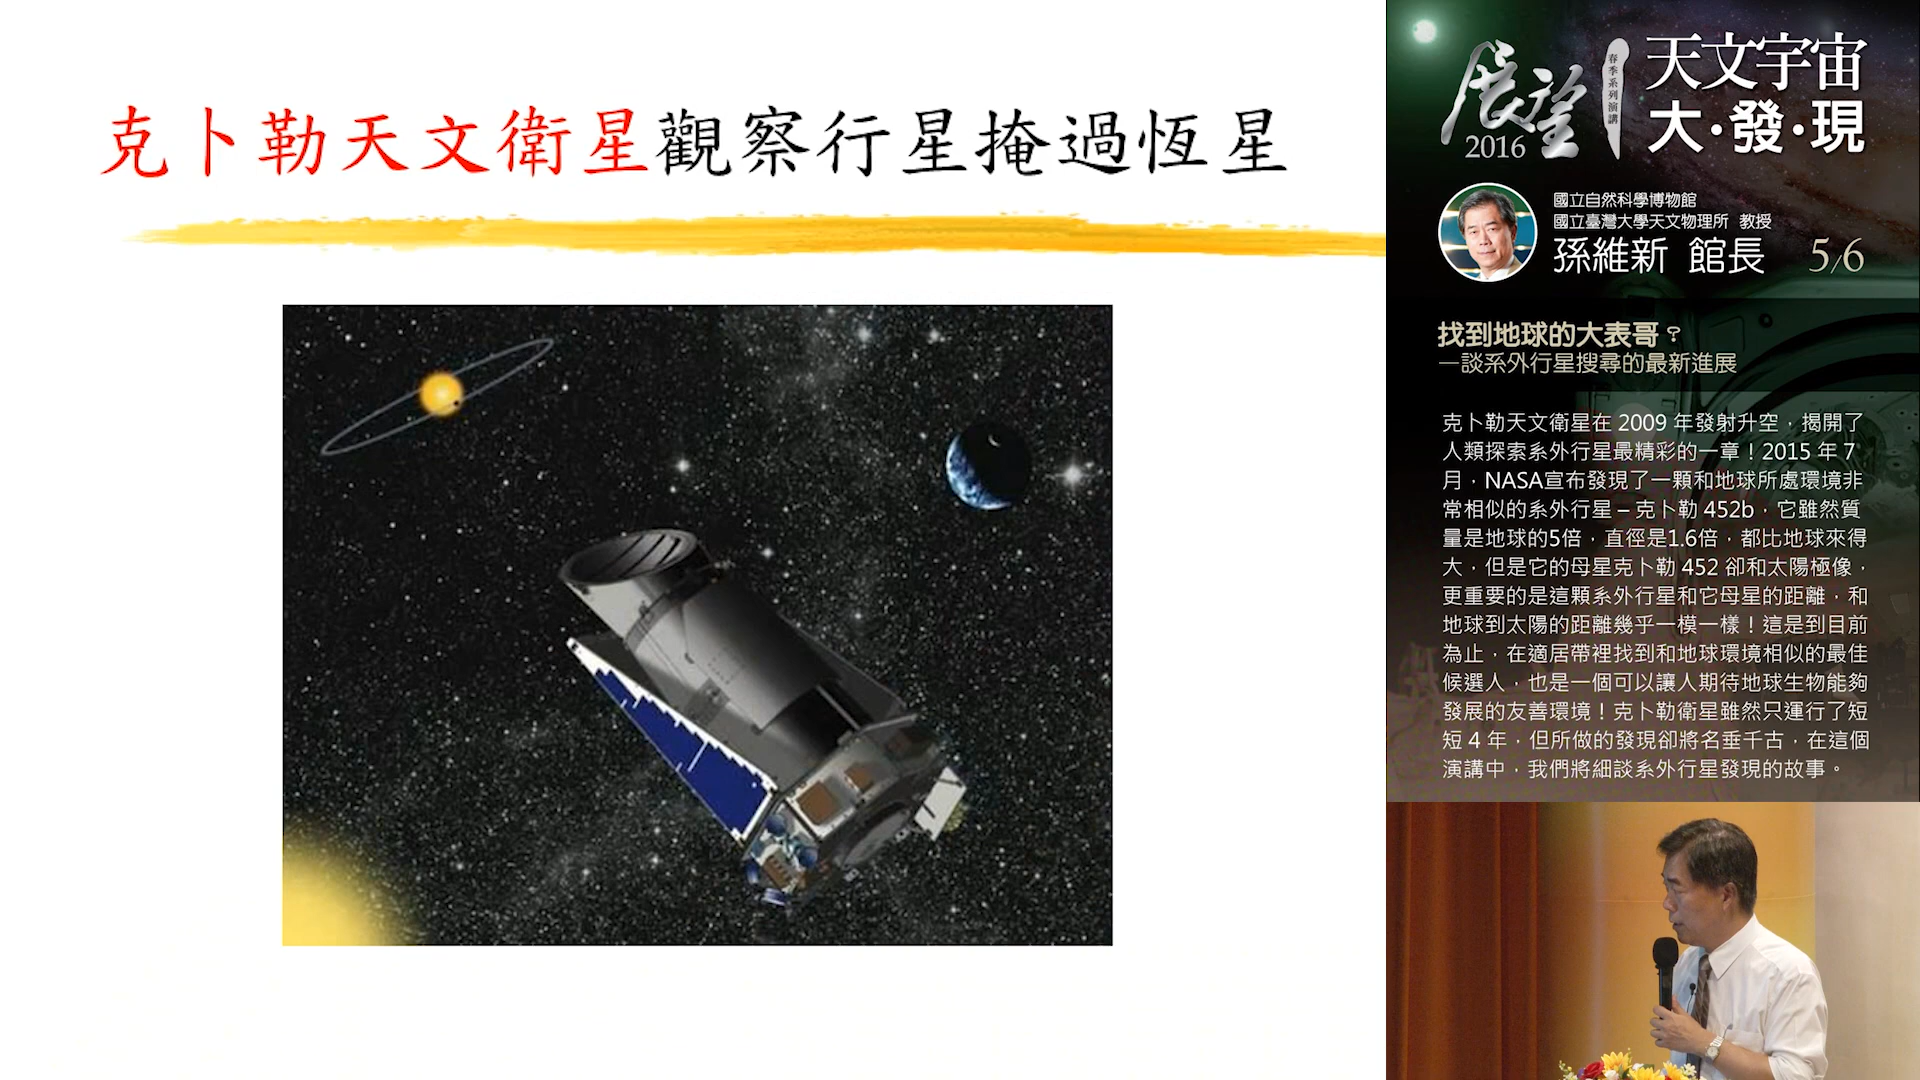 克卜勒天文衛星觀察行星掩過恆星
展望
2016
春季系列演講
天文宇宙
大·發·現
國立自然科學博物館
國立臺灣大學天文物理所 教授
孫維新 館長 5/6
找到地球的大表哥？
—談系外行星搜尋的最新進展
克卜勒天文衛星在 2009 年發射升空，揭開了
人類探索系外行星最精彩的一章！2015 年 7
月，NASA宣布發現了一顆和地球所處環境非
常相似的系外行星 – 克卜勒 452b，它雖然質
量是地球的5倍，直徑是1.6倍，都比地球來得
大，但是它的母星克卜勒 452 卻和太陽極像，
更重要的是這顆系外行星和它母星的距離，和
地球到太陽的距離幾乎一模一樣！這是到目前
為止，在適居帶裡找到和地球環境相似的最佳
候選人，也是一個可以讓人期待地球生物能夠
發展的友善環境！克卜勒衛星雖然只運行了短
短 4 年，但所做的發現卻將名垂千古，在這個
演講中，我們將細談系外行星發現的故事。